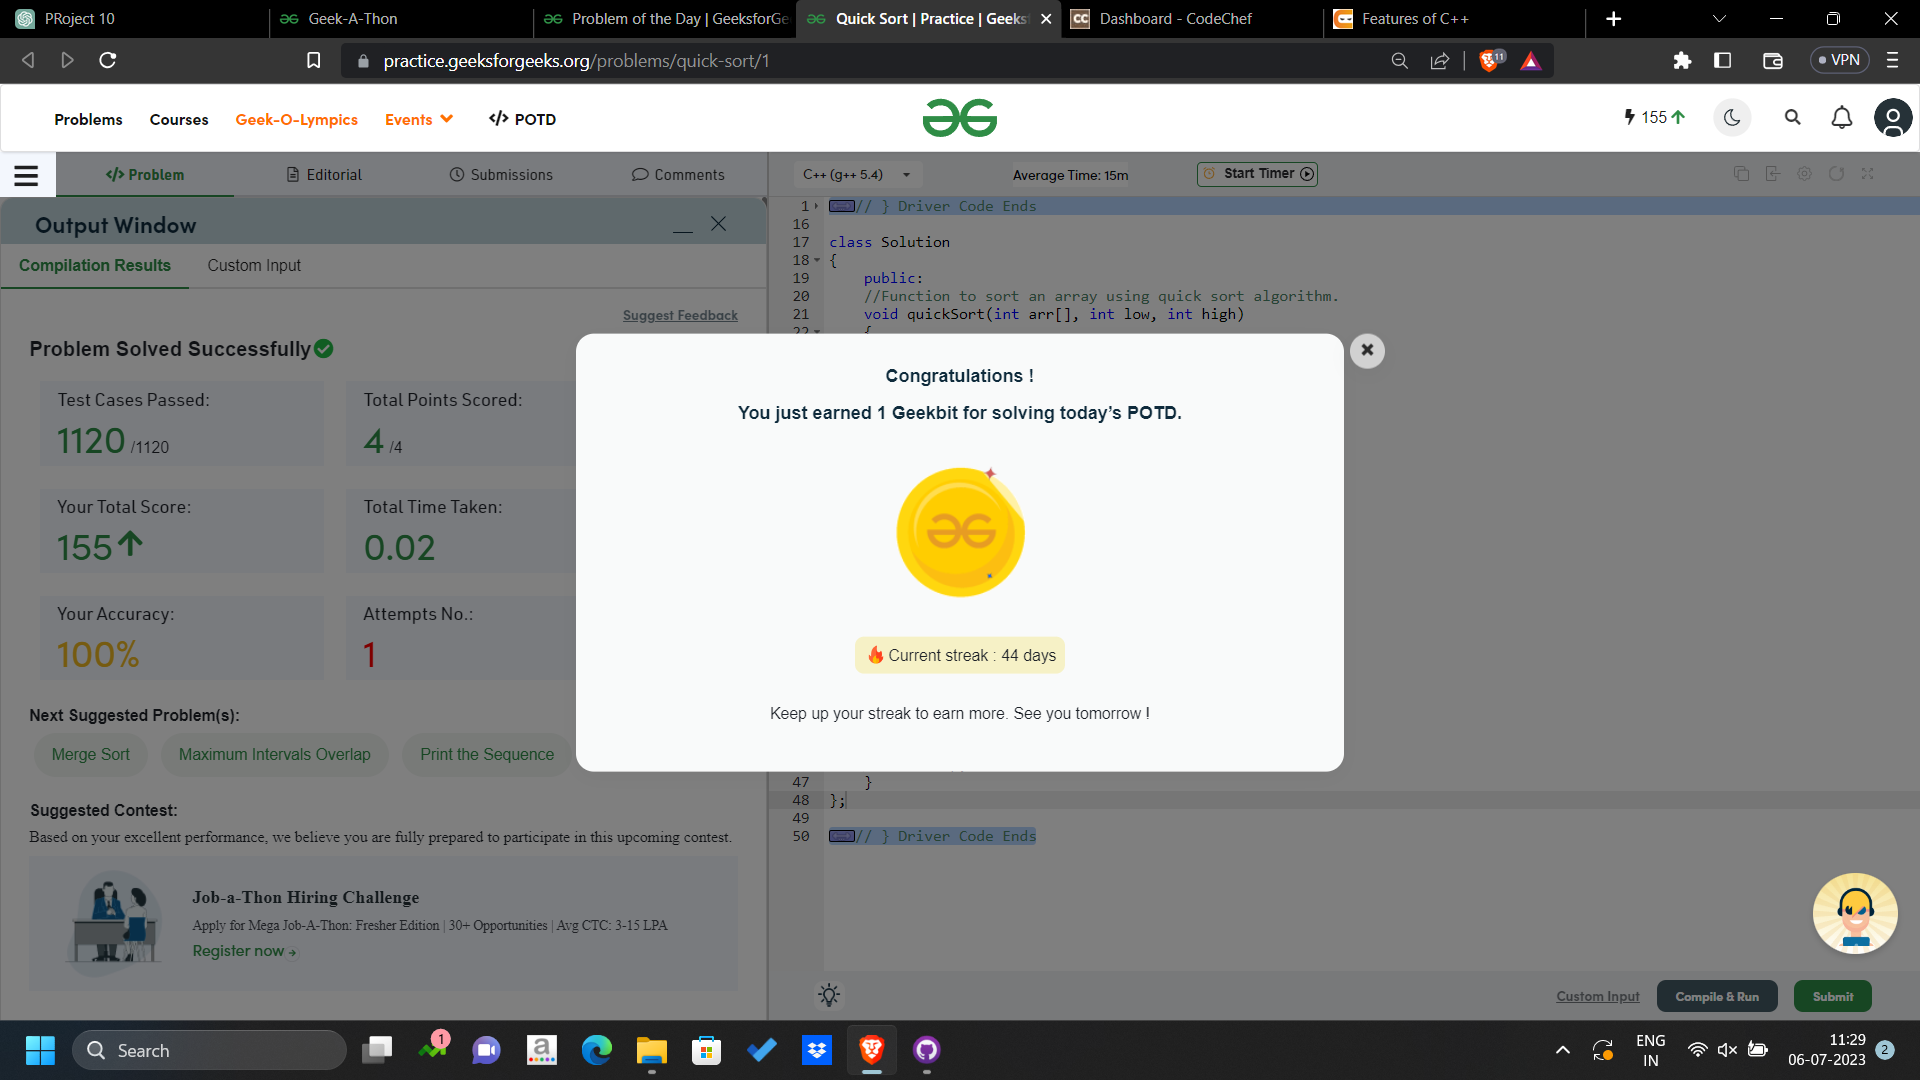 PRoject 10
Geek-A-Thon
Problem of the Day | GeeksforGe
Quick Sort | Practice | Geeks
Dashboard - CodeChef
Features of C++
practice.geeksforgeeks.org/problems/quick-sort/1
11
VPN
Problems
Courses
Geek-O-Lympics
Events
</> POTD
155
</> Problem
Editorial
Submissions
Comments
C++ (g++ 5.4)
Average Time: 15m
Start Timer
Output Window
Compilation Results
Custom Input
Suggest Feedback
Problem Solved Successfully
Test Cases Passed:
1120 /1120
Total Points Scored:
4 /4
Your Total Score:
155
Total Time Taken:
0.02
Your Accuracy:
100%
Attempts No.:
1
Next Suggested Problem(s):
Merge Sort
Maximum Intervals Overlap
Print the Sequence
Suggested Contest:
Based on your excellent performance, we believe you are fully prepared to participate in this upcoming contest.
Job-a-Thon Hiring Challenge
Apply for Mega Job-A-Thon: Fresher Edition | 30+ Opportunities | Avg CTC: 3-15 LPA
Register now
1 // } Driver Code Ends
16
17 class Solution
18 {
19 public:
20 //Function to sort an array using quick sort algorithm.
21 void quickSort(int arr[], int low, int high)
22 {
Congratulations !
You just earned 1 Geekbit for solving today's POTD.
Current streak : 44 days
Keep up your streak to earn more. See you tomorrow !
47 }
48 };
49
50 // } Driver Code Ends
Custom Input
Compile & Run
Submit
Search
1
ENG
IN
11:29
06-07-2023
2